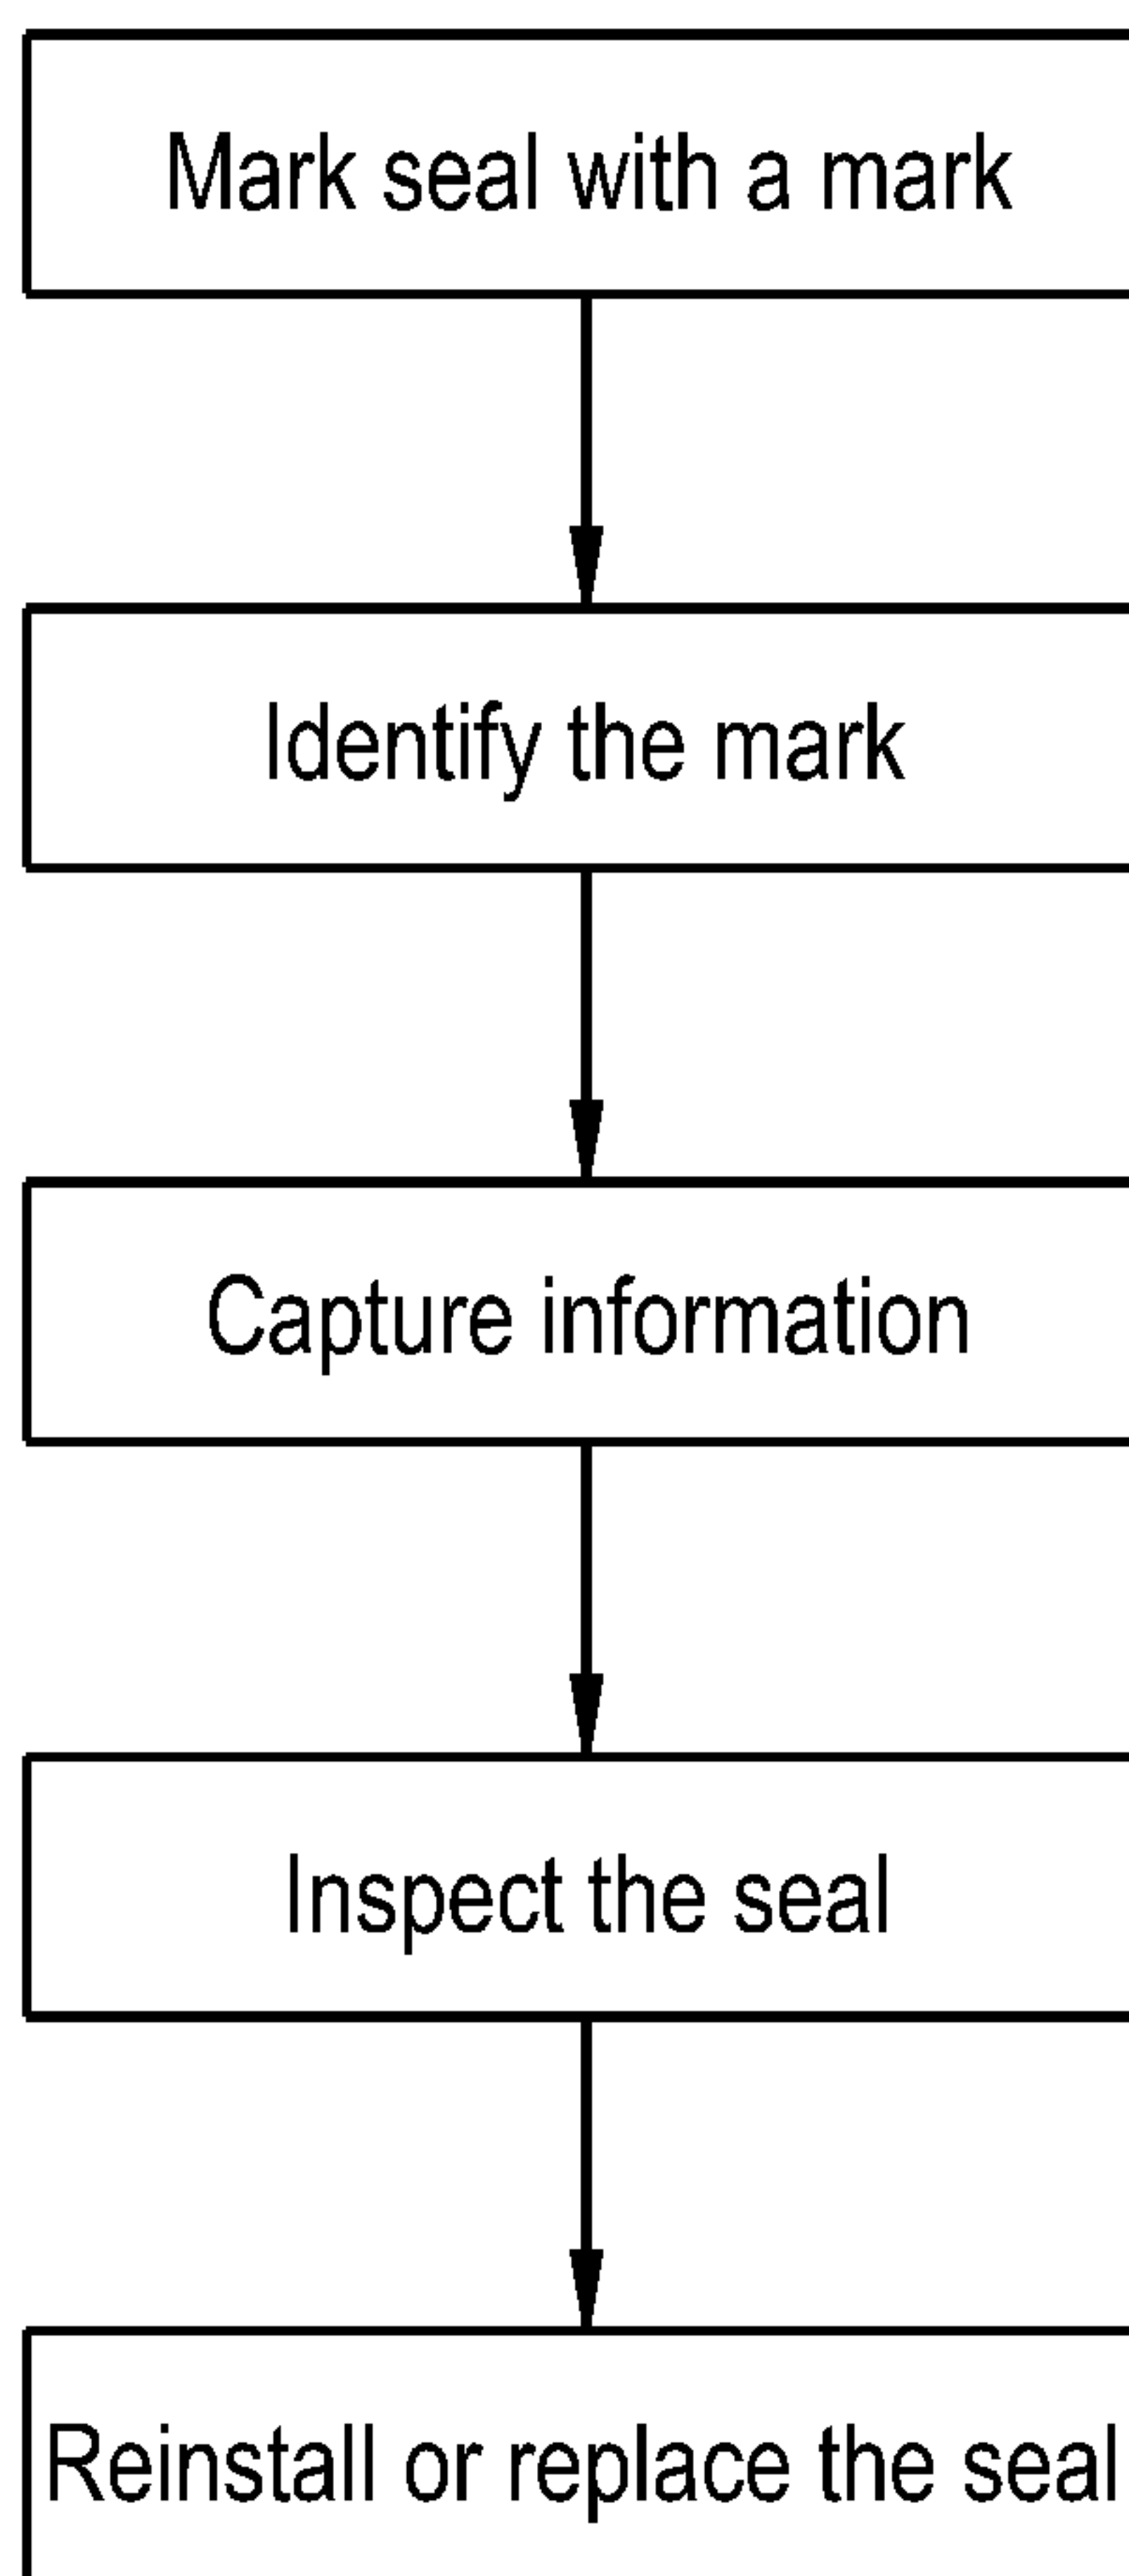 Mark seal with a mark
Identify the mark
Capture information
Inspect the seal
Reinstall or replace the seal